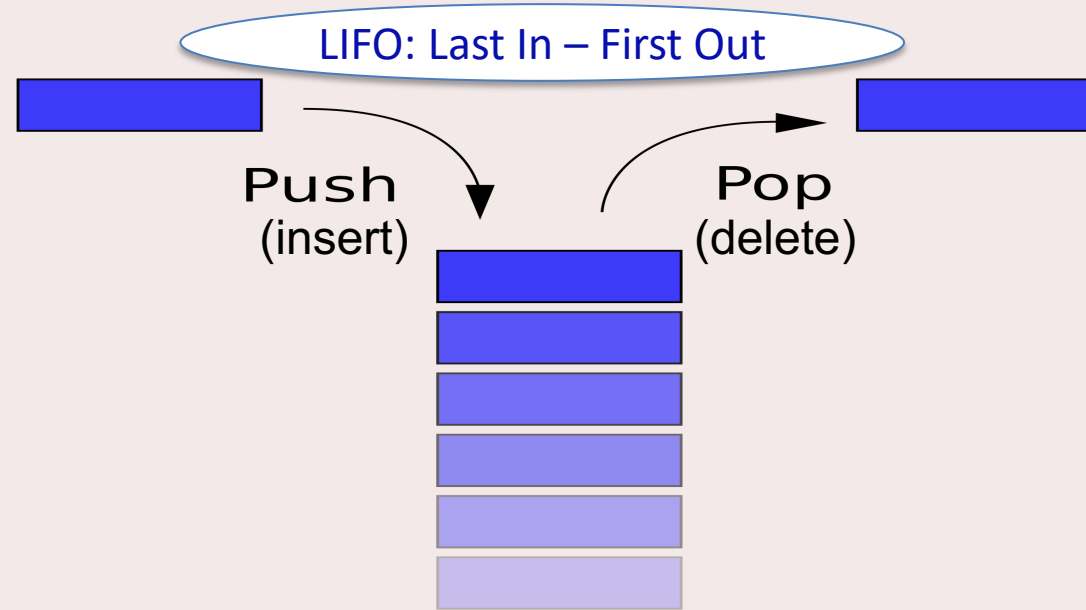 LIFO: Last In – First Out
Push
(insert)
Pop
(delete)